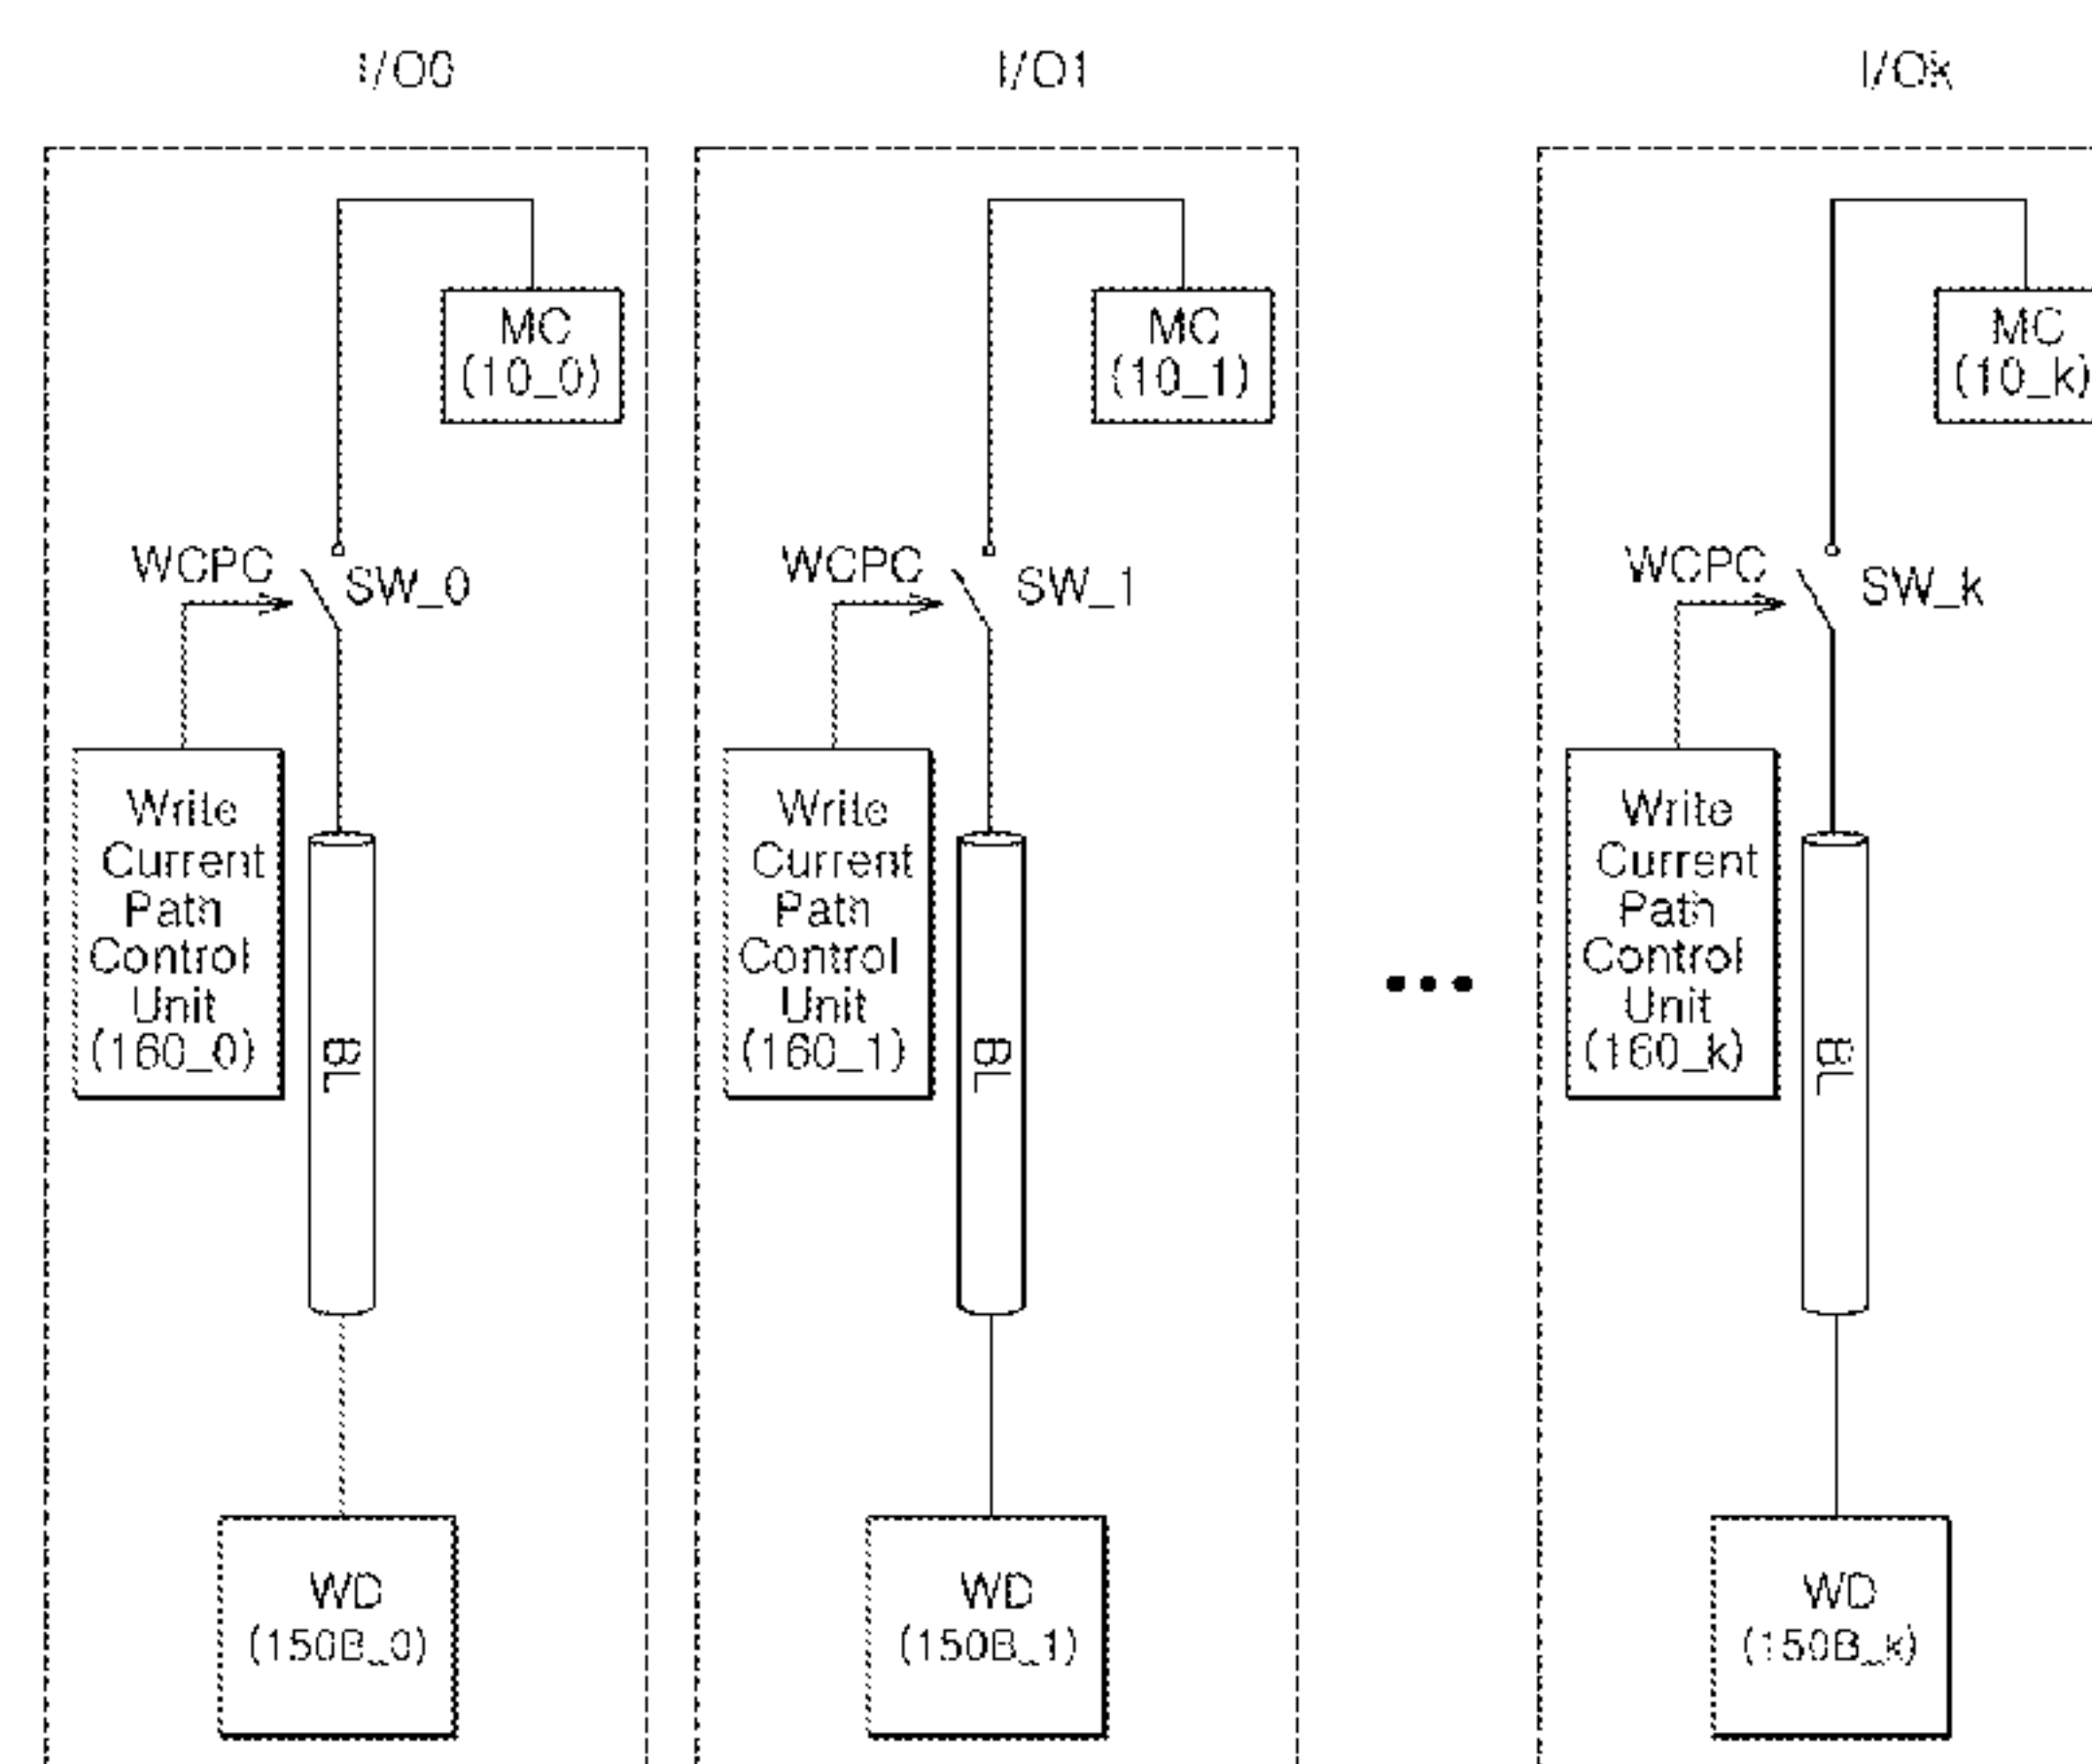 I/O0
I/O1
I/Ok
MC
(10_0)
MC
(10_1)
MC
(10_k)
WCPC
SW_0
WCPC
SW_1
WCPC
SW_k
Write
Current
Path
Control
Unit
(160_0)
BL
Write
Current
Path
Control
Unit
(160_1)
BL
Write
Current
Path
Control
Unit
(160_k)
BL
WD
(150B_0)
WD
(150B_1)
WD
(150B_k)